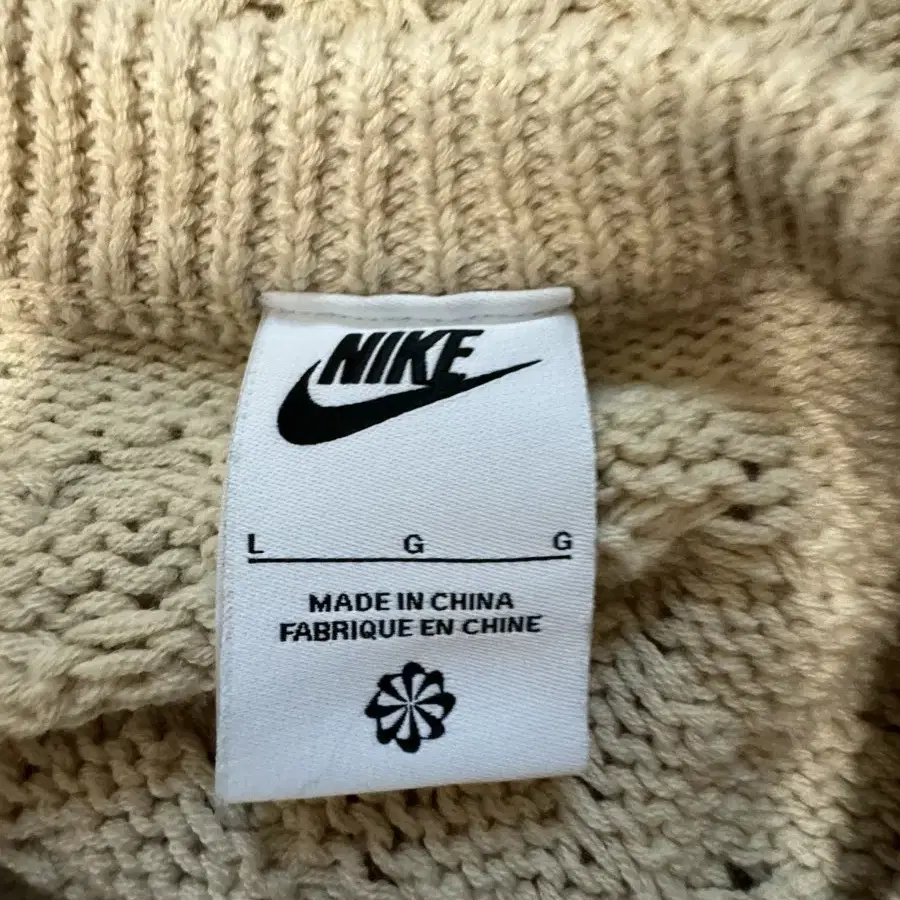 NIKE
L G G
MADE IN CHINA
FABRIQUE EN CHINE